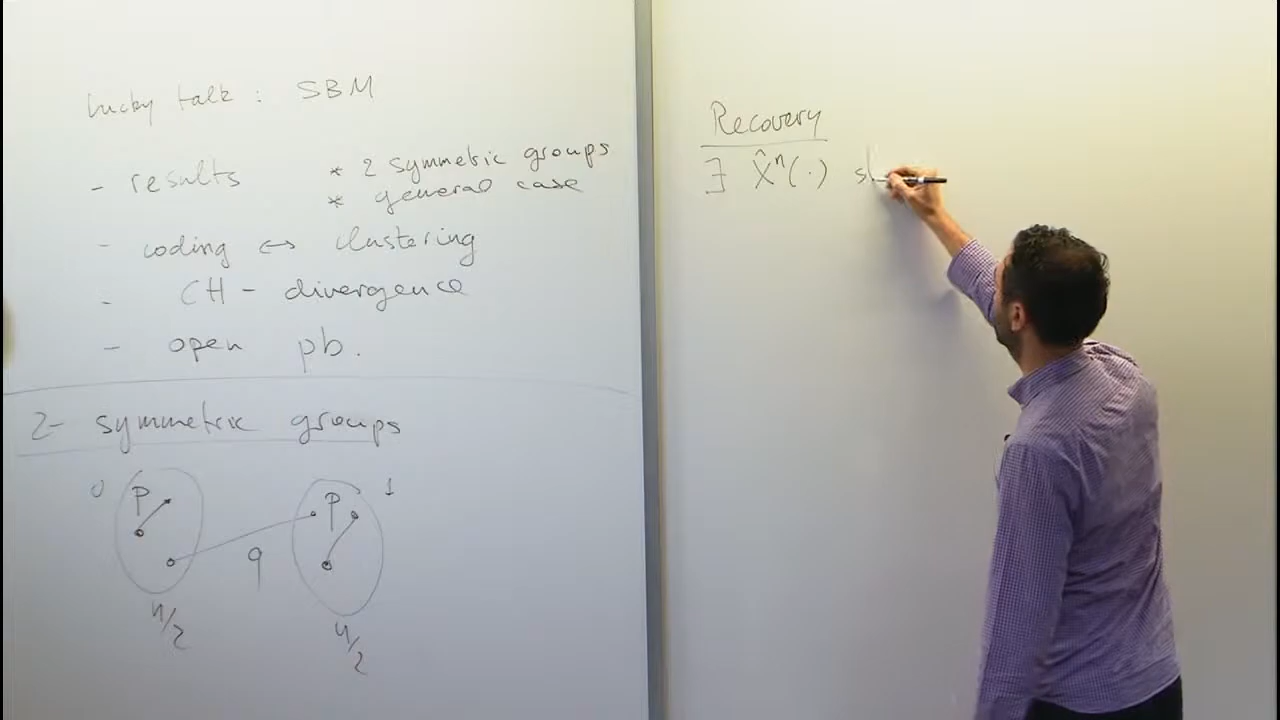 lucky talk : SBM
- results * 2 symmetric groups
* general case
- coding ↔ clustering
- CH - divergence
- open pb.
2- symmetric groups
0 p p 1
q
n/2 n/2
Recovery
∃ X̂ⁿ(·) st